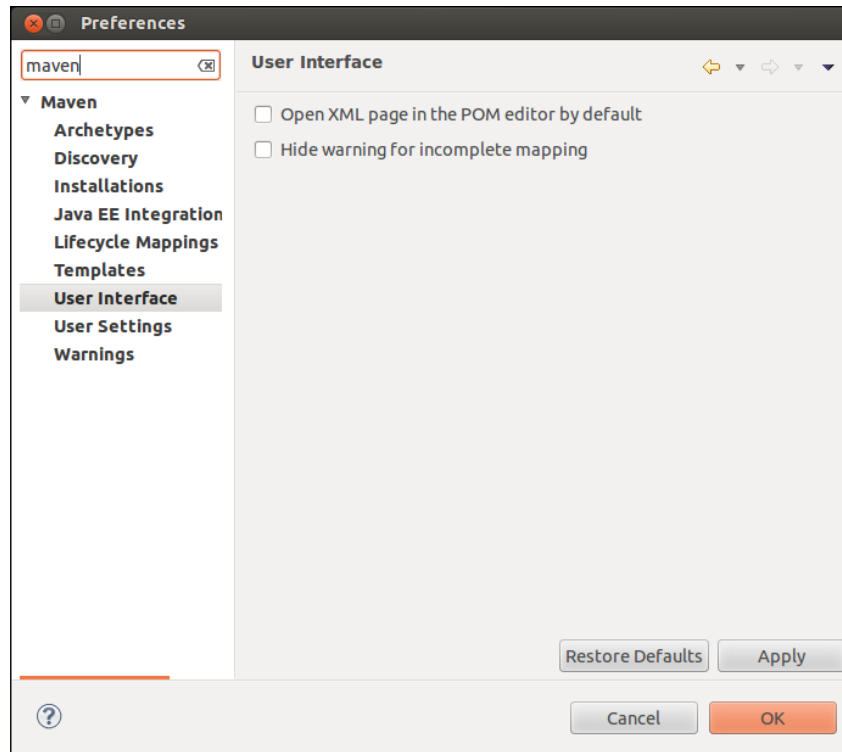 Preferences
maven
User Interface
Maven
Archetypes
Discovery
Installations
Java EE Integration
Lifecycle Mappings
Templates
User Interface
User Settings
Warnings
Open XML page in the POM editor by default
Hide warning for incomplete mapping
Restore Defaults
Apply
?
Cancel
OK